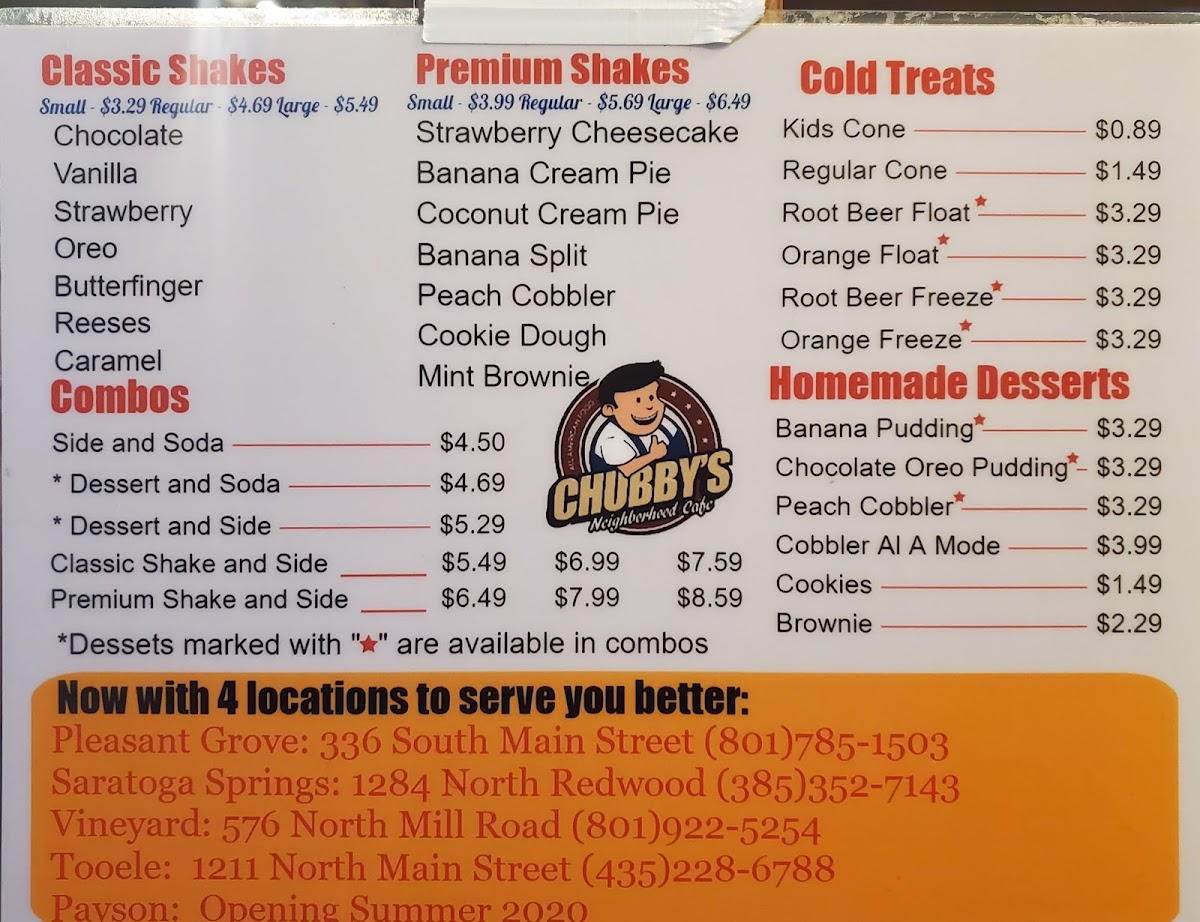 Classic Shakes
Small - $3.29 Regular - $4.69 Large - $5.49
Chocolate
Vanilla
Strawberry
Oreo
Butterfinger
Reeses
Caramel
Combos
Side and Soda $4.50
* Dessert and Soda $4.69
* Dessert and Side $5.29
Classic Shake and Side $5.49 $6.99 $7.59
Premium Shake and Side $6.49 $7.99 $8.59
*Dessets marked with "★" are available in combos
Premium Shakes
Small - $3.99 Regular - $5.69 Large - $6.49
Strawberry Cheesecake
Banana Cream Pie
Coconut Cream Pie
Banana Split
Peach Cobbler
Cookie Dough
Mint Brownie
ALL AMERICAN FOOD
CHUBBY'S
Neighborhood Cafe
Cold Treats
Kids Cone $0.89
Regular Cone $1.49
Root Beer Float★ $3.29
Orange Float★ $3.29
Root Beer Freeze★ $3.29
Orange Freeze★ $3.29
Homemade Desserts
Banana Pudding★ $3.29
Chocolate Oreo Pudding★ $3.29
Peach Cobbler★ $3.29
Cobbler Al A Mode $3.99
Cookies $1.49
Brownie $2.29
Now with 4 locations to serve you better:
Pleasant Grove: 336 South Main Street (801)785-1503
Saratoga Springs: 1284 North Redwood (385)352-7143
Vineyard: 576 North Mill Road (801)922-5254
Tooele: 1211 North Main Street (435)228-6788
Payson: Opening Summer 2020